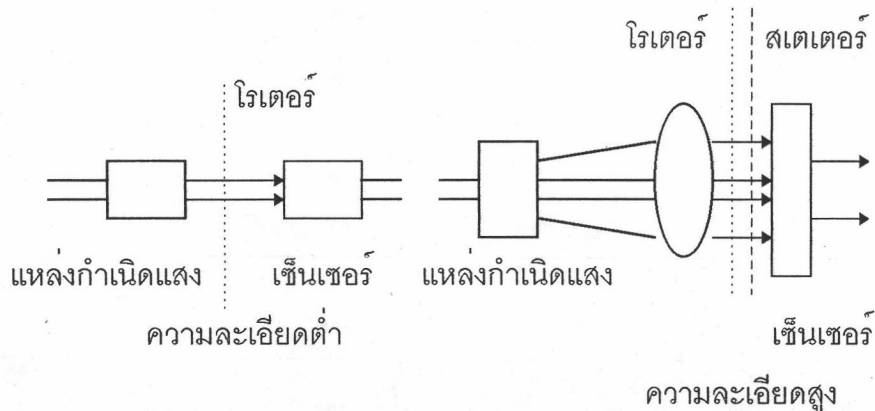 โรเตอร์
แหล่งกำเนิดแสง
เซ็นเซอร์
ความละเอียดต่ำ
โรเตอร์
สเตเตอร์
แหล่งกำเนิดแสง
เซ็นเซอร์
ความละเอียดสูง